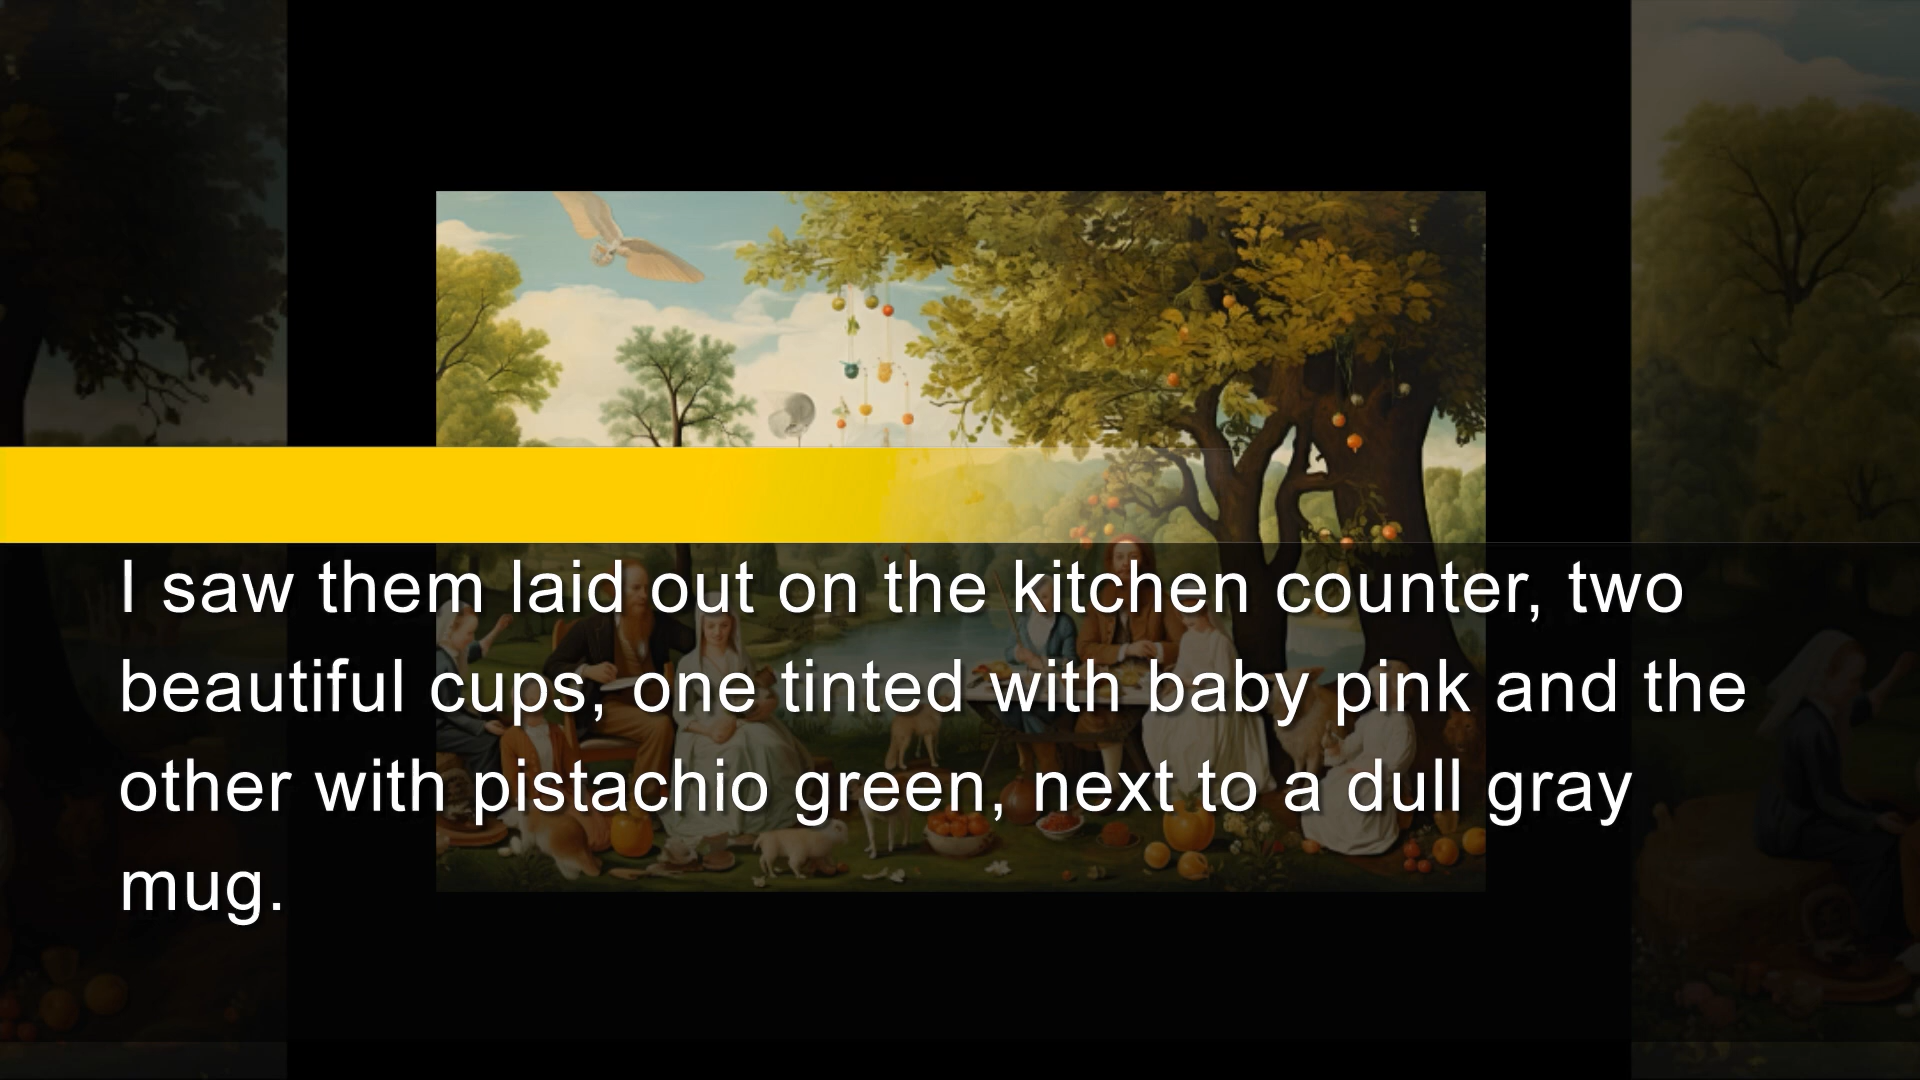 I saw them laid out on the kitchen counter, two
beautiful cups, one tinted with baby pink and the
other with pistachio green, next to a dull gray
mug.